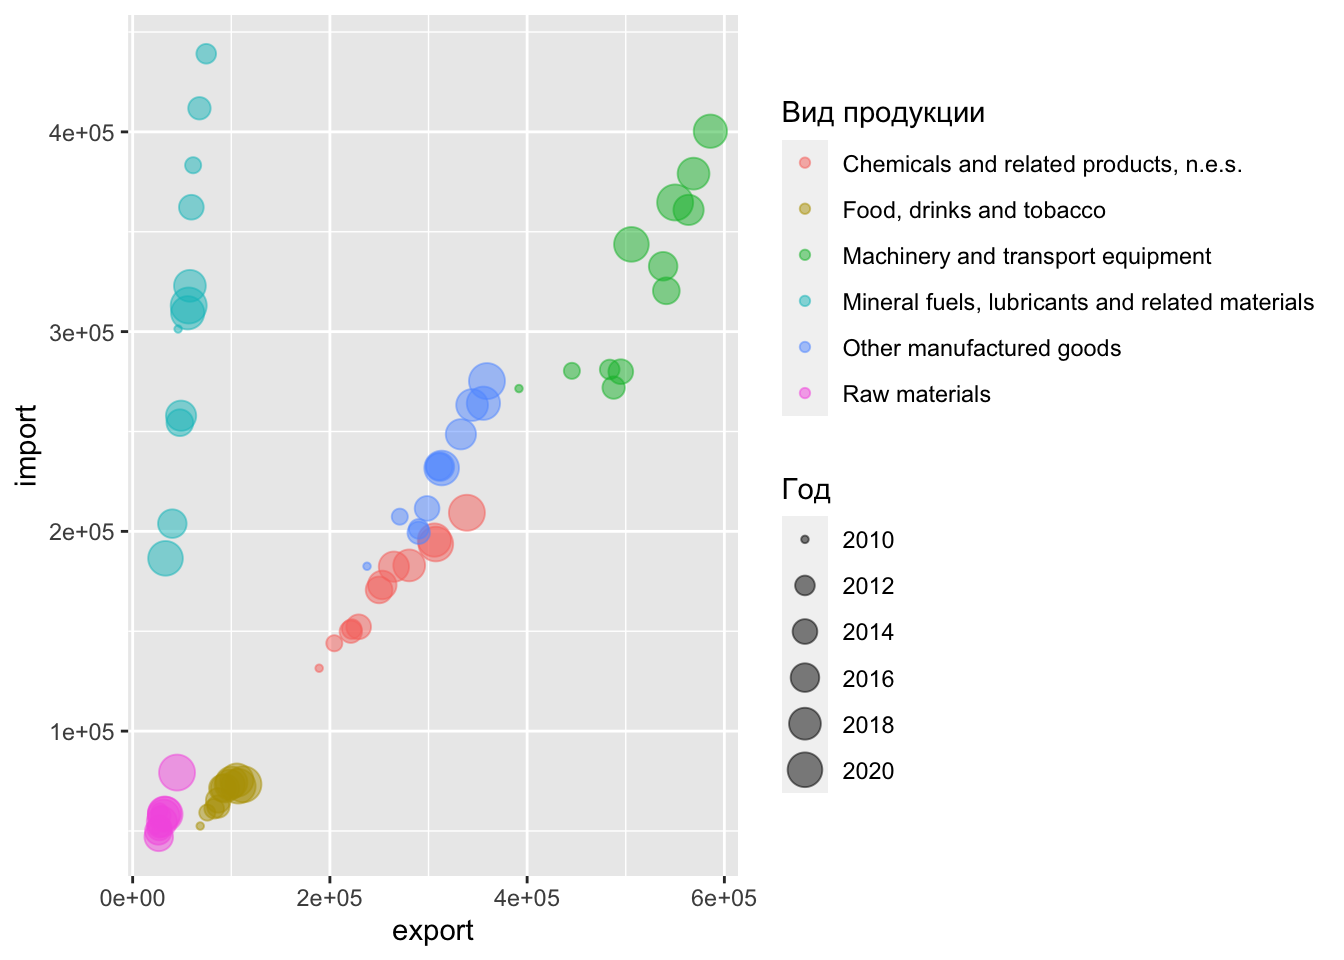 4e+05
3e+05
2e+05
1e+05
import
0e+00 2e+05 4e+05 6e+05
export
Вид продукции
Chemicals and related products, n.e.s.
Food, drinks and tobacco
Machinery and transport equipment
Mineral fuels, lubricants and related materials
Other manufactured goods
Raw materials
Год
2010
2012
2014
2016
2018
2020